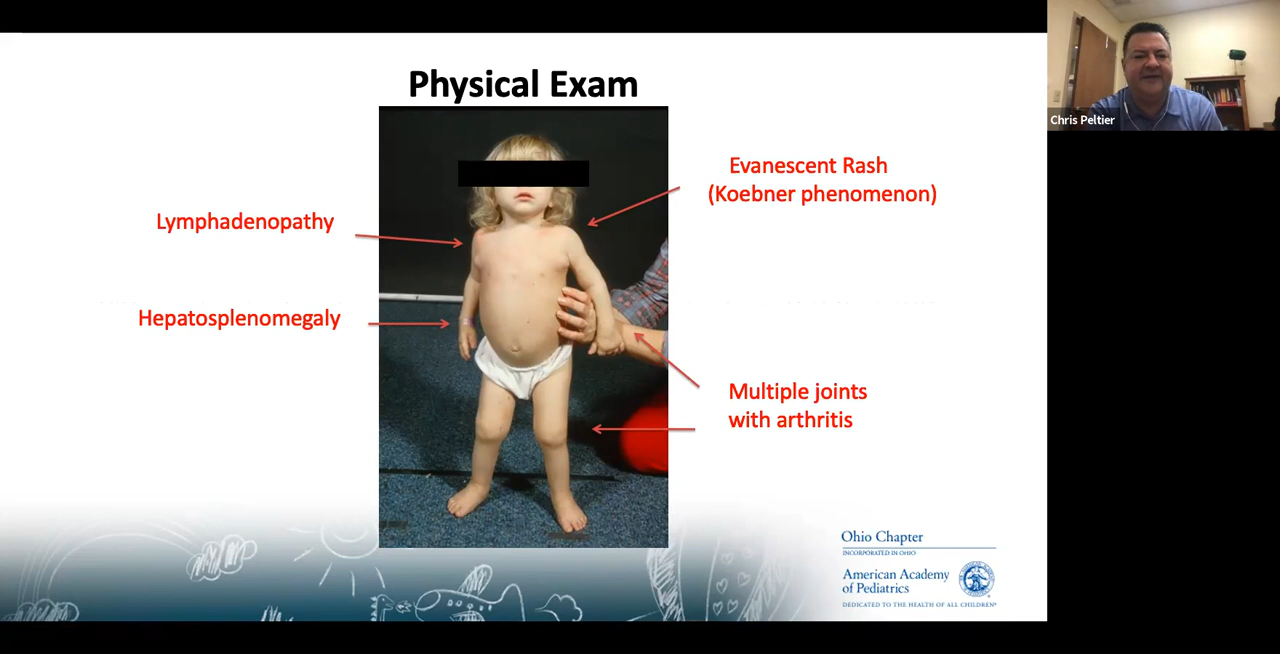 Physical Exam
Chris Peltier
Evanescent Rash
(Koebner phenomenon)
Lymphadenopathy
Hepatosplenomegaly
Multiple joints
with arthritis
Ohio Chapter
INCORPORATED IN OHIO
American Academy
of Pediatrics
DEDICATED TO THE HEALTH OF ALL CHILDREN®